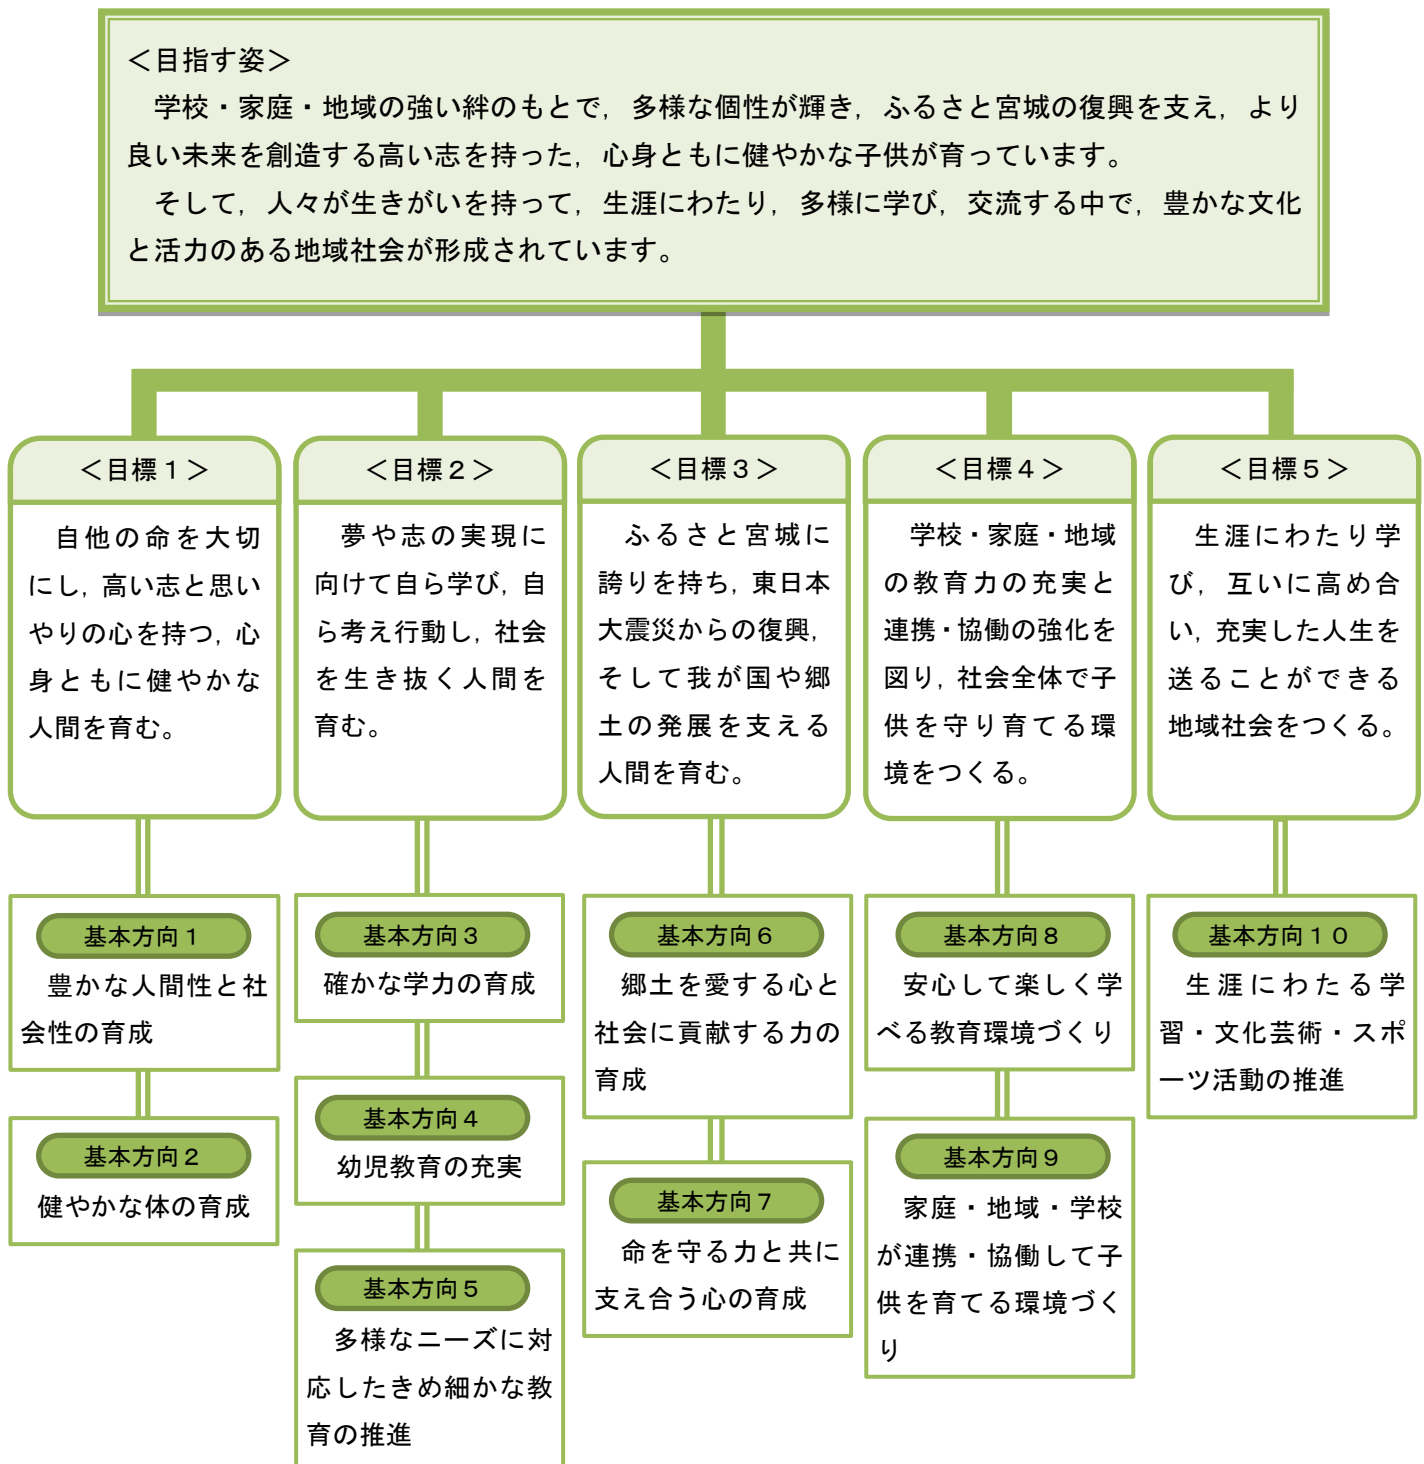 ＜目指す姿＞
学校・家庭・地域の強い絆のもとで，多様な個性が輝き，ふるさと宮城の復興を支え，より
良い未来を創造する高い志を持った，心身ともに健やかな子供が育っています。
そして，人々が生きがいを持って，生涯にわたり，多様に学び，交流する中で，豊かな文化
と活力のある地域社会が形成されています。
＜目標１＞
自他の命を大切
にし，高い志と思い
やりの心を持つ，心
身ともに健やかな
人間を育む。
＜目標２＞
夢や志の実現に
向けて自ら学び，自
ら考え行動し，社会
を生き抜く人間を
育む。
＜目標３＞
ふるさと宮城に
誇りを持ち，東日本
大震災からの復興，
そして我が国や郷
土の発展を支える
人間を育む。
＜目標４＞
学校・家庭・地域
の教育力の充実と
連携・協働の強化を
図り，社会全体で子
供を守り育てる環
境をつくる。
＜目標５＞
生涯にわたり学
び，互いに高め合
い，充実した人生を
送ることができる
地域社会をつくる。
基本方向１
豊かな人間性と社
会性の育成
基本方向２
健やかな体の育成
基本方向３
確かな学力の育成
基本方向４
幼児教育の充実
基本方向５
多様なニーズに対
応したきめ細かな教
育の推進
基本方向６
郷土を愛する心と
社会に貢献する力の
育成
基本方向７
命を守る力と共に
支え合う心の育成
基本方向８
安心して楽しく学
べる教育環境づくり
基本方向９
家庭・地域・学校
が連携・協働して子
供を育てる環境づく
り
基本方向１０
生涯にわたる学
習・文化芸術・スポ
ーツ活動の推進